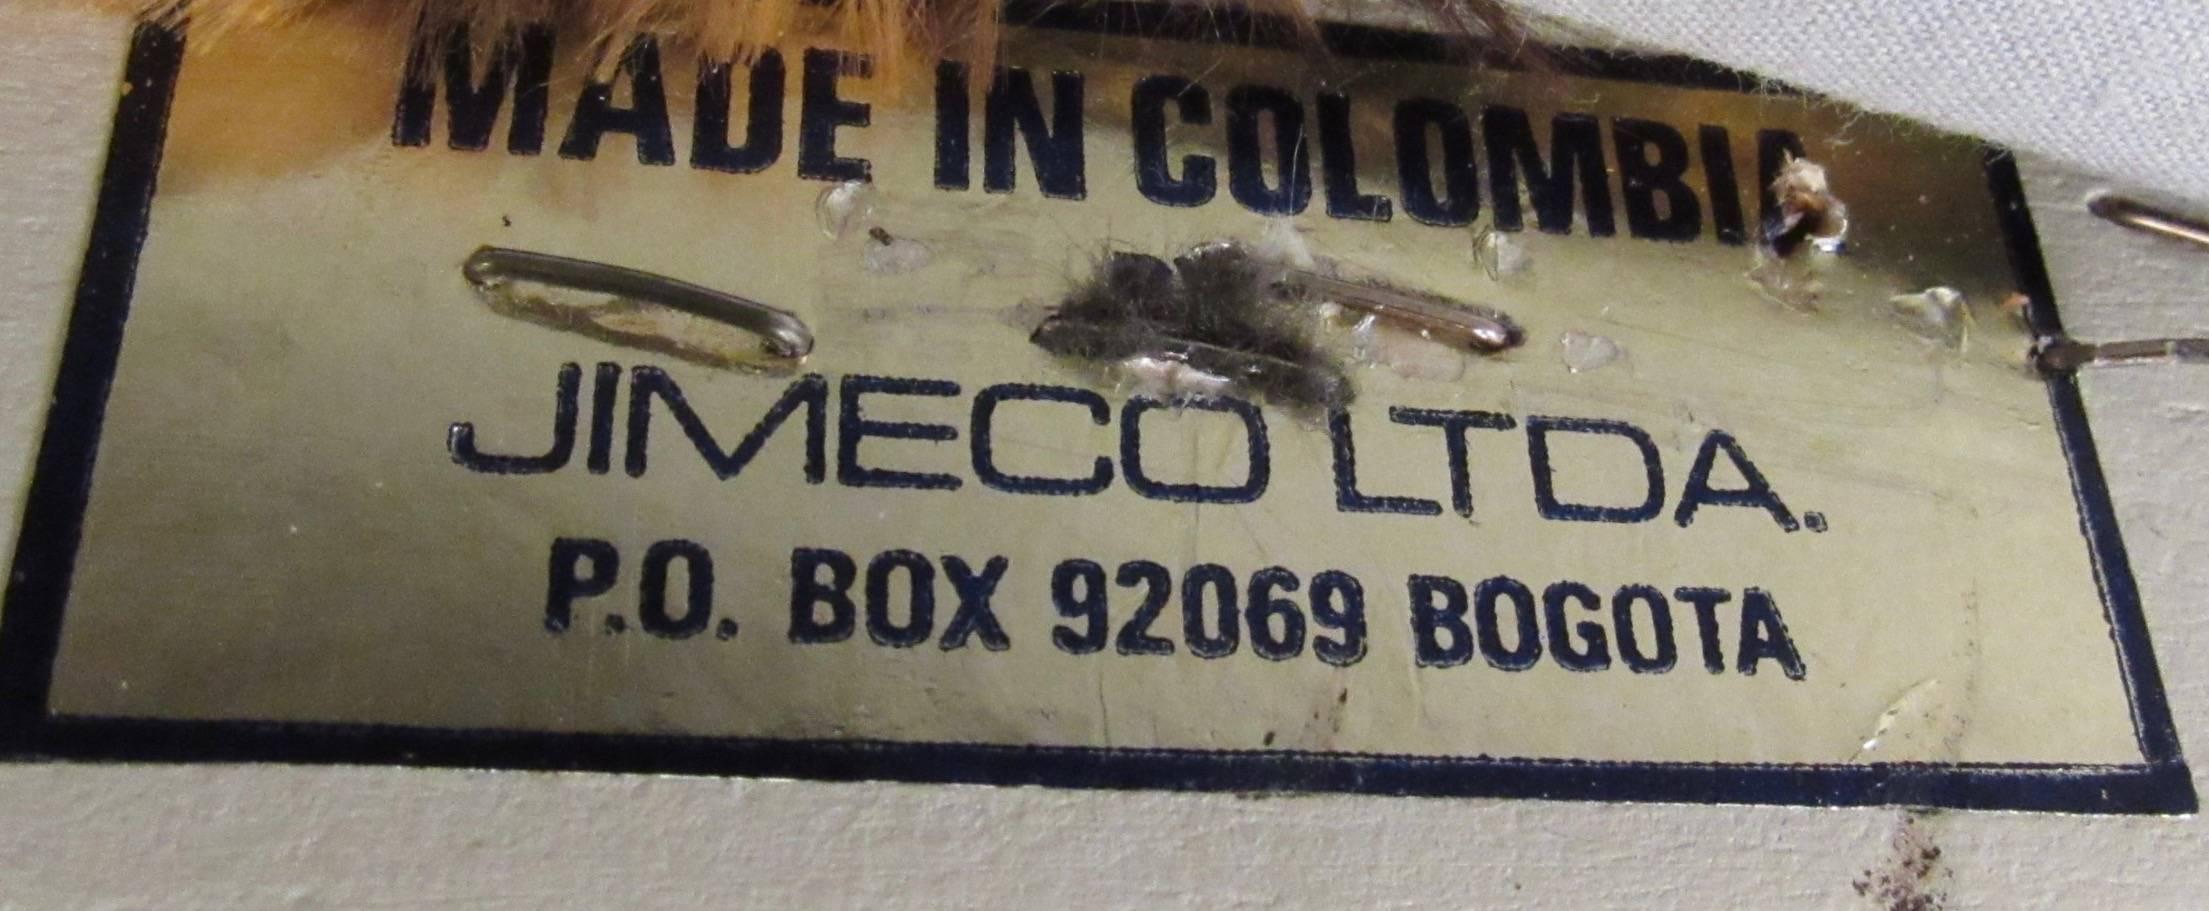 MADE IN COLOMBIA
JIMECO LTDA.
P.O. BOX 92069 BOGOTA